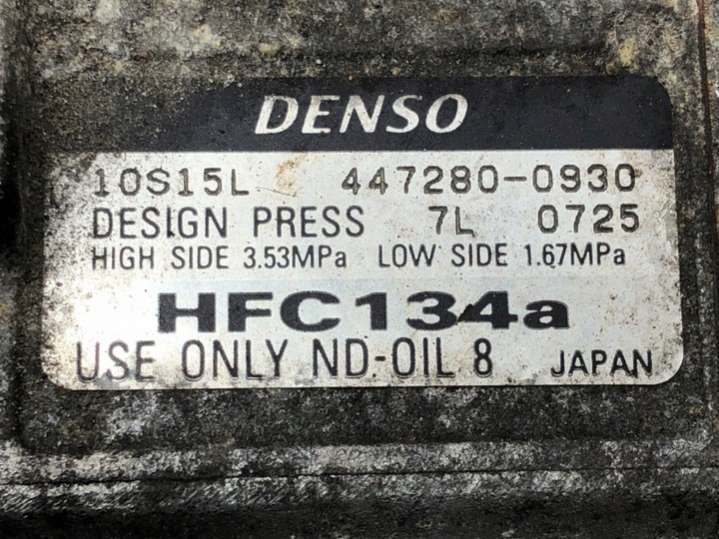 DENSO
10S15L 447280-0930
DESIGN PRESS 7L 0725
HIGH SIDE 3.53MPa LOW SIDE 1.67MPa
HFC134a
USE ONLY ND-OIL 8 JAPAN